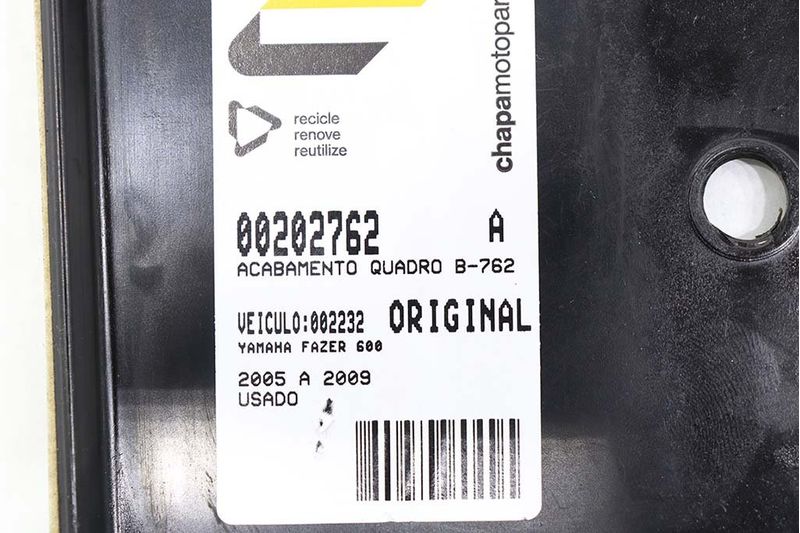 chapamotopar
recicle
renove
reutilize
00202762 A
ACABAMENTO QUADRO B-762
VEICULO:002232 ORIGINAL
YAMAHA FAZER 600
2005 A 2009
USADO